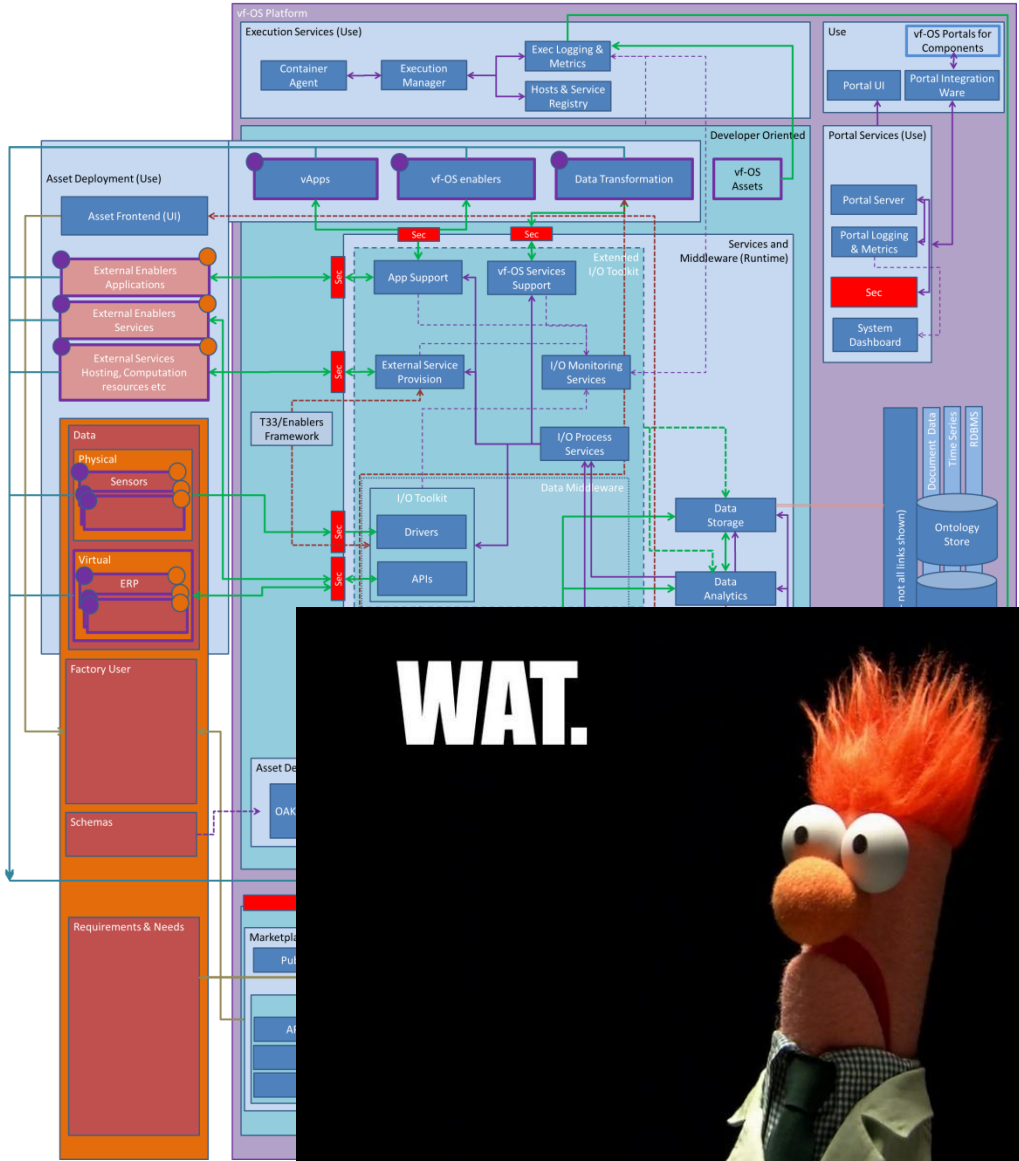 vf-OS Platform
Execution Services (Use)
Container
Agent
Execution
Manager
Exec Logging &
Metrics
Hosts & Service
Registry
Use
vf-OS Portals for
Components
Portal UI
Portal Integration
Ware
Developer Oriented
vApps
vf-OS enablers
Data Transformation
vf-OS
Assets
Portal Services (Use)
Portal Server
Portal Logging
& Metrics
Sec
System
Dashboard
Asset Deployment (Use)
Asset Frontend (UI)
External Enablers
Applications
External Enablers
Services
External Services
Hosting, Computation
resources etc
Sec
Sec
Services and
Middleware (Runtime)
Extended
I/O Toolkit
Sec
App Support
vf-OS Services
Support
Sec
External Service
Provision
I/O Monitoring
Services
T33/Enablers
Framework
I/O Process
Services
Data Middleware
I/O Toolkit
Sec
Drivers
Sec
APIs
Data
Storage
Data
Analytics
Data
Physical
Sensors
Virtual
ERP
Factory User
Schemas
Requirements & Needs
not all links shown)
Document Data
Time Series
RDBMS
Ontology
Store
Asset De
OAK
Marketpla
Pub
AP
WAT.